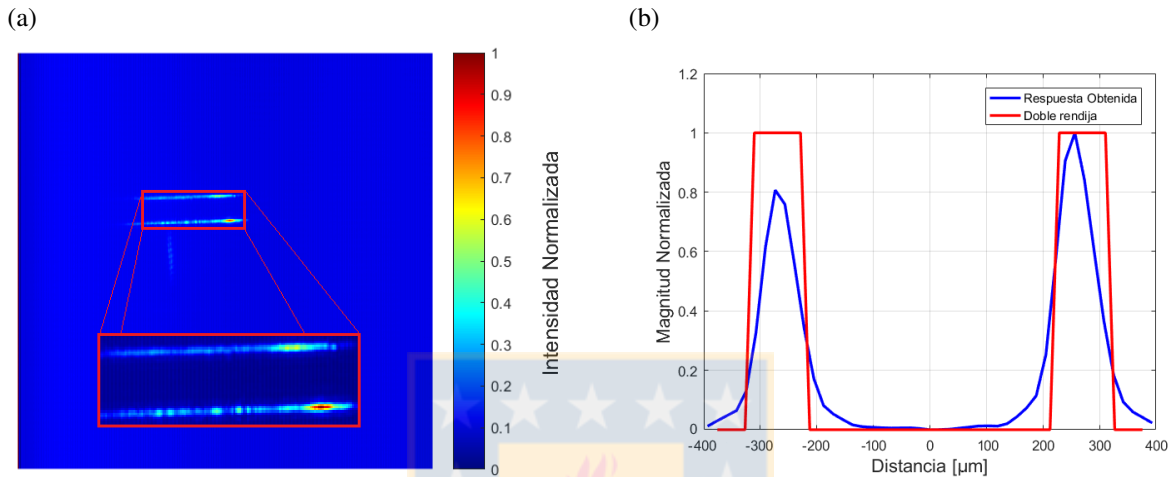 (a)
(b)
1
0.9
0.8
0.7
0.6
0.5
0.4
0.3
0.2
0.1
0
Intensidad Normalizada
1.2
1
0.8
0.6
0.4
0.2
0
Magnitud Normalizada
Respuesta Obtenida
Doble rendija
-400 -300 -200 -100 0 100 200 300 400
Distancia [µm]